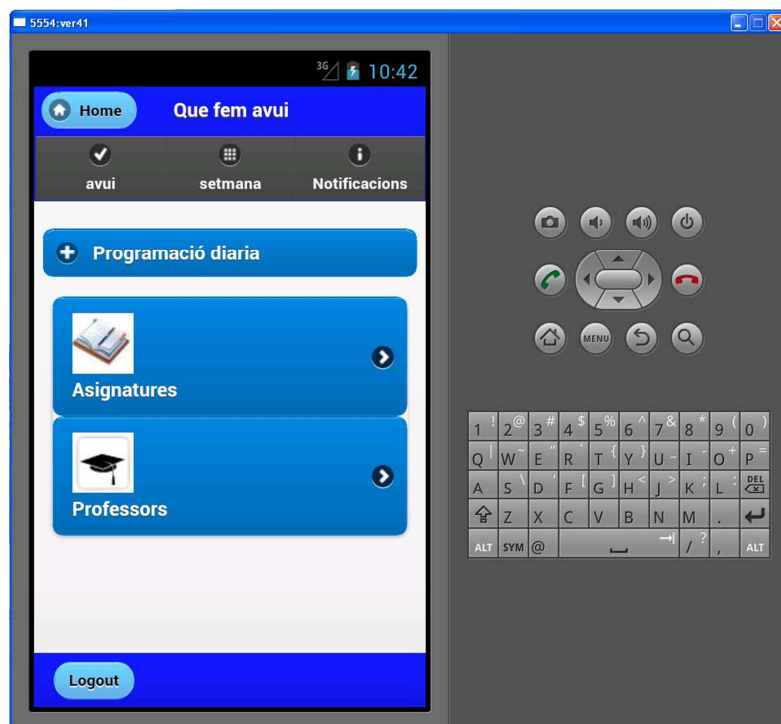 5554:ver41
3G 10:42
Home Que fem avui
avui setmana Notificacions
Programació diaria
Asignatures
Professors
Logout
MENU
1 ! 2 @ 3 # 4 $ 5 % 6 ^ 7 & 8 * 9 ( 0 )
Q | W ~ E " R ` T { Y } U _ I - O + P =
A S \ D ' F [ G ] H < J > K ; L : DEL
Z X C V B N M .
ALT SYM @ / ? , ALT